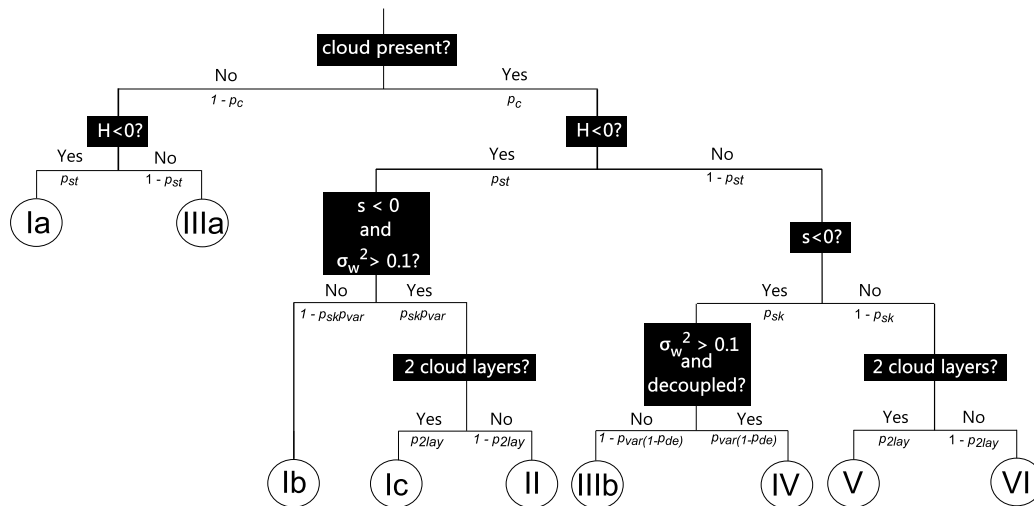 cloud present?
No
Yes
1 - p_c
p_c
H<0?
H<0?
Yes
No
Yes
No
p_st
1 - p_st
p_st
1 - p_st
Ia
IIIa
s < 0
and
σ_w^2 > 0.1?
s<0?
No
Yes
Yes
No
1 - p_sk p_var
p_sk p_var
p_sk
1 - p_sk
2 cloud layers?
σ_w^2 > 0.1
and
decoupled?
2 cloud layers?
Yes
No
No
Yes
Yes
No
p_2lay
1 - p_2lay
1 - p_var(1-p_de)
p_var(1-p_de)
p_2lay
1 - p_2lay
Ib
Ic
II
IIIb
IV
V
VI